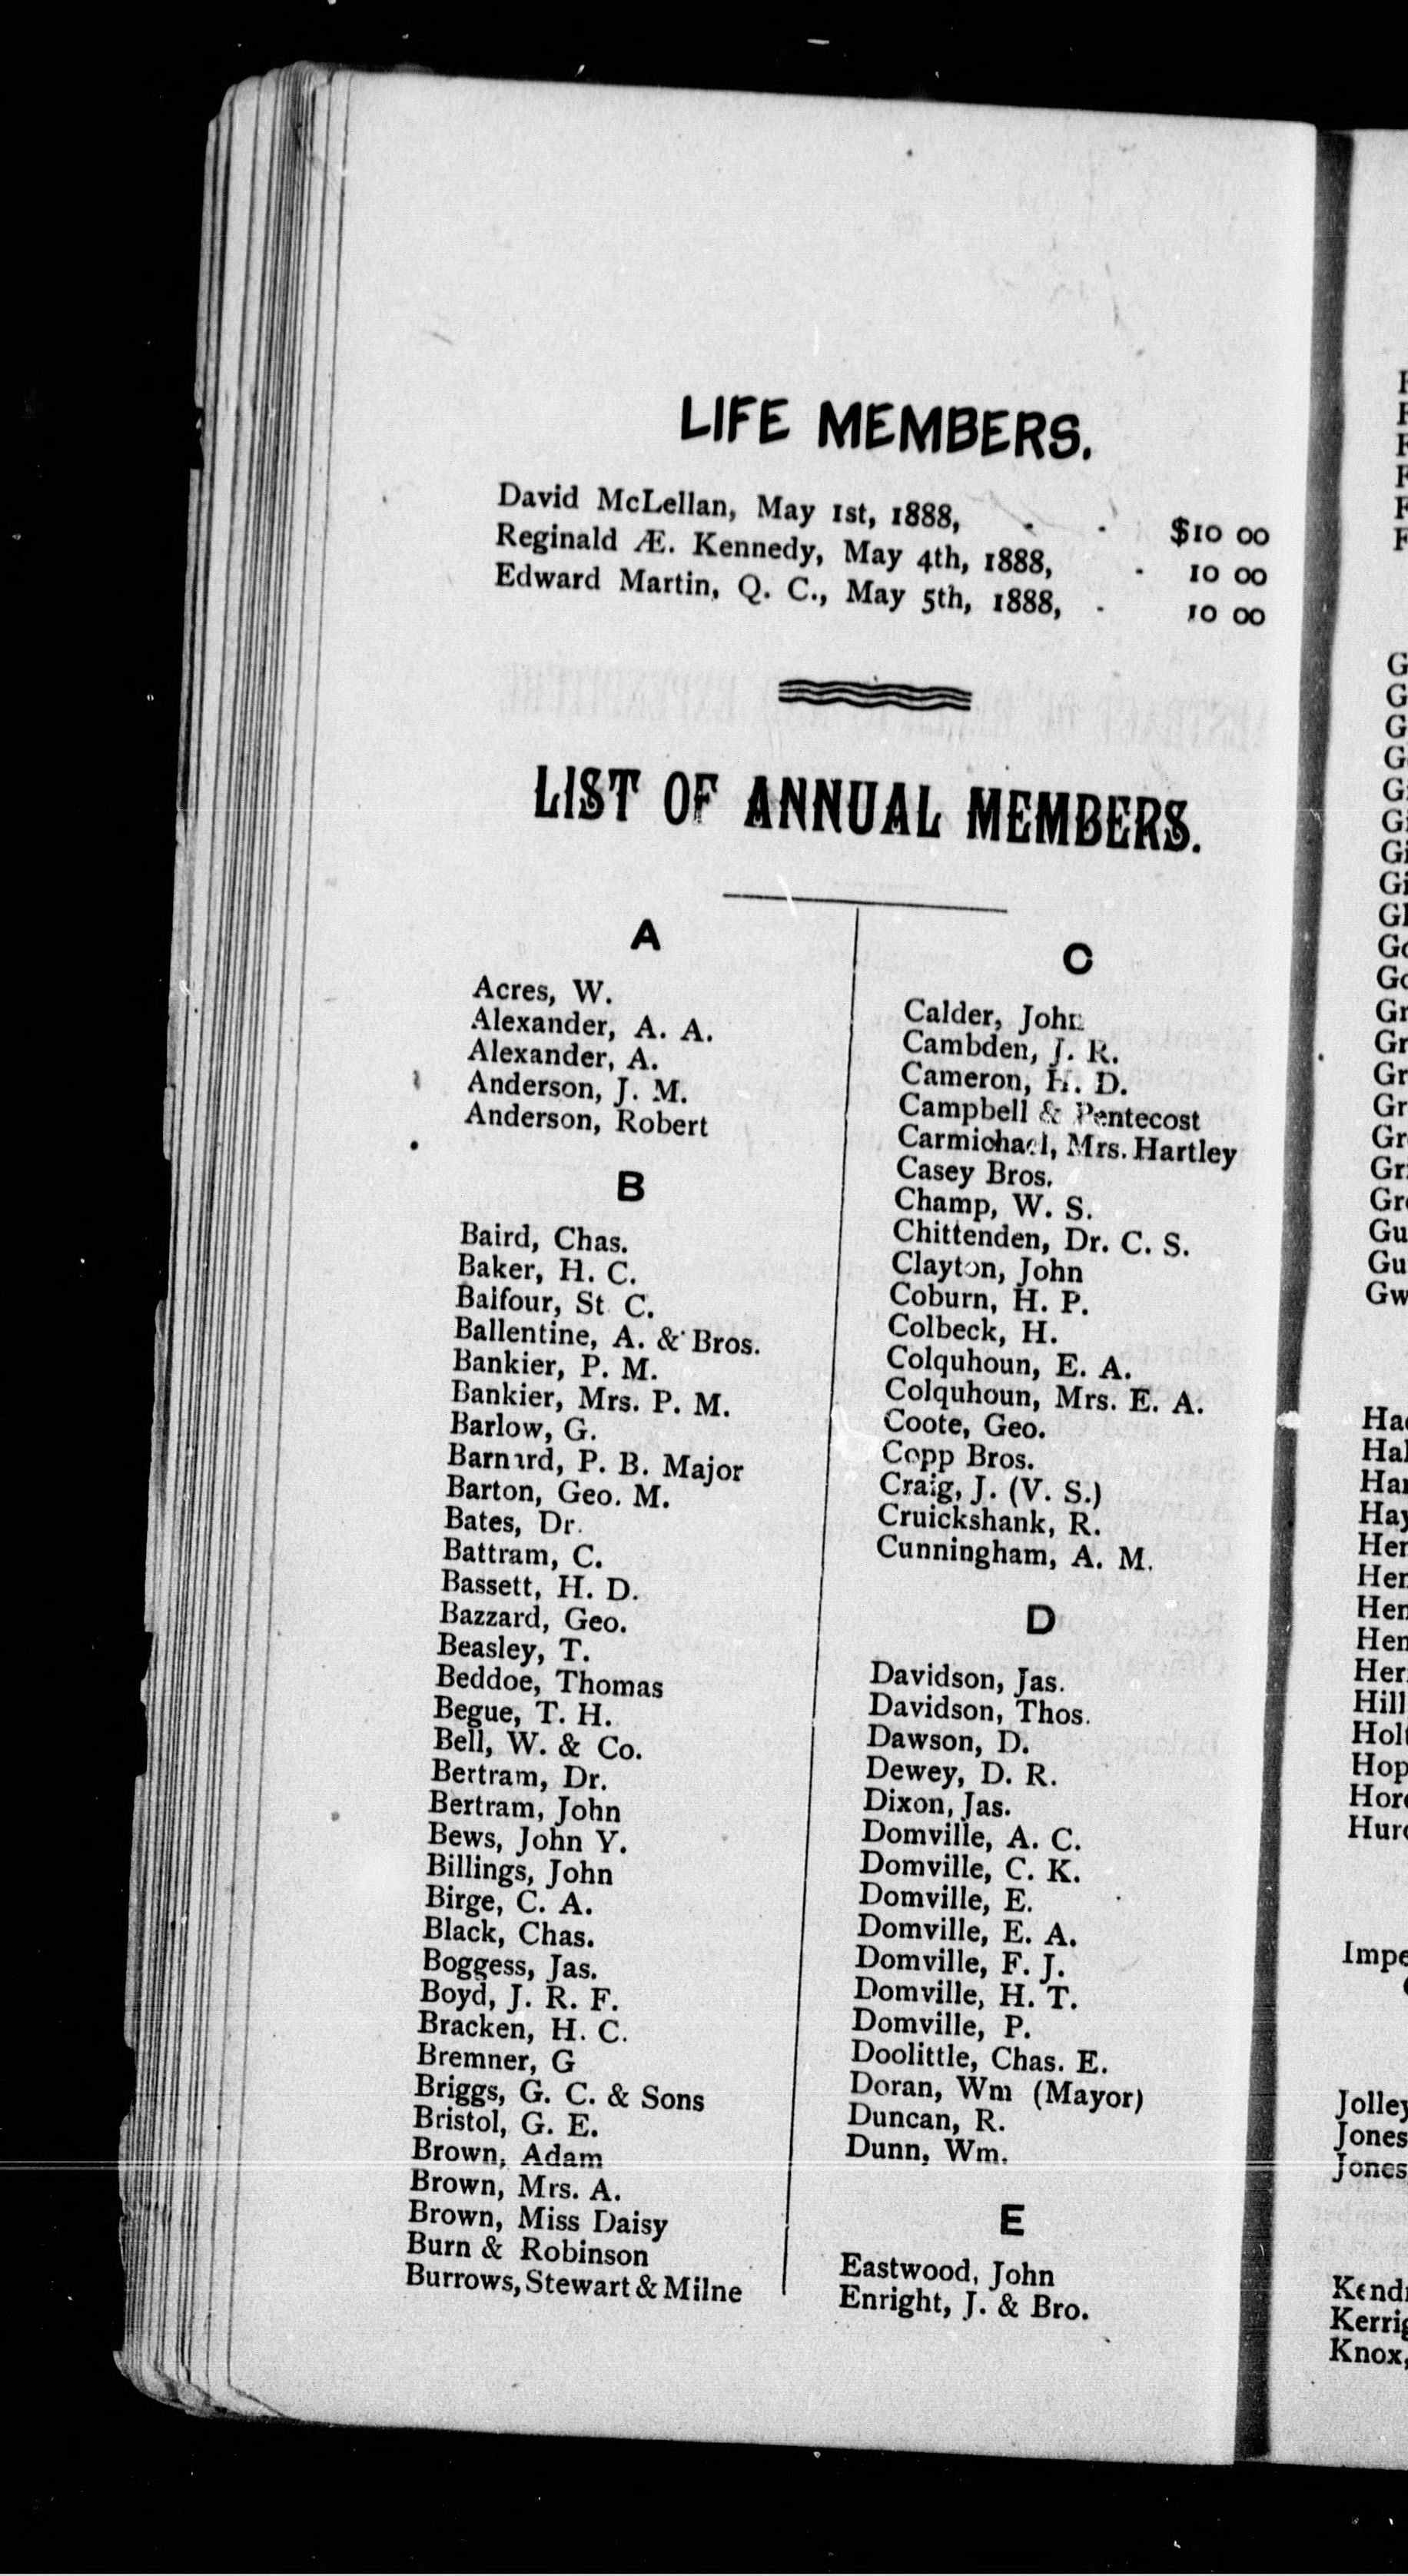 LIFE MEMBERS.
David McLellan, May 1st, 1888, - - $10 00
Reginald Æ. Kennedy, May 4th, 1888, - 10 00
Edward Martin, Q. C., May 5th, 1888, - 10 00
LIST OF ANNUAL MEMBERS.
A
Acres, W.
Alexander, A. A.
Alexander, A.
Anderson, J. M.
Anderson, Robert
B
Baird, Chas.
Baker, H. C.
Balfour, St C.
Ballentine, A. & Bros.
Bankier, P. M.
Bankier, Mrs. P. M.
Barlow, G.
Barnard, P. B. Major
Barton, Geo. M.
Bates, Dr.
Battram, C.
Bassett, H. D.
Bazzard, Geo.
Beasley, T.
Beddoe, Thomas
Begue, T. H.
Bell, W. & Co.
Bertram, Dr.
Bertram, John
Bews, John Y.
Billings, John
Birge, C. A.
Black, Chas.
Boggess, Jas.
Boyd, J. R. F.
Bracken, H. C.
Bremner, G
Briggs, G. C. & Sons
Bristol, G. E.
Brown, Adam
Brown, Mrs. A.
Brown, Miss Daisy
Burn & Robinson
Burrows, Stewart & Milne
C
Calder, John
Cambden, J. R.
Cameron, H. D.
Campbell & Pentecost
Carmichael, Mrs. Hartley
Casey Bros.
Champ, W. S.
Chittenden, Dr. C. S.
Clayton, John
Coburn, H. P.
Colbeck, H.
Colquhoun, E. A.
Colquhoun, Mrs. E. A.
Coote, Geo.
Copp Bros.
Craig, J. (V. S.)
Cruickshank, R.
Cunningham, A. M.
D
Davidson, Jas.
Davidson, Thos.
Dawson, D.
Dewey, D. R.
Dixon, Jas.
Domville, A. C.
Domville, C. K.
Domville, E.
Domville, E. A.
Domville, F. J.
Domville, H. T.
Domville, P.
Doolittle, Chas. E.
Doran, Wm (Mayor)
Duncan, R.
Dunn, Wm.
E
Eastwood, John
Enright, J. & Bro.